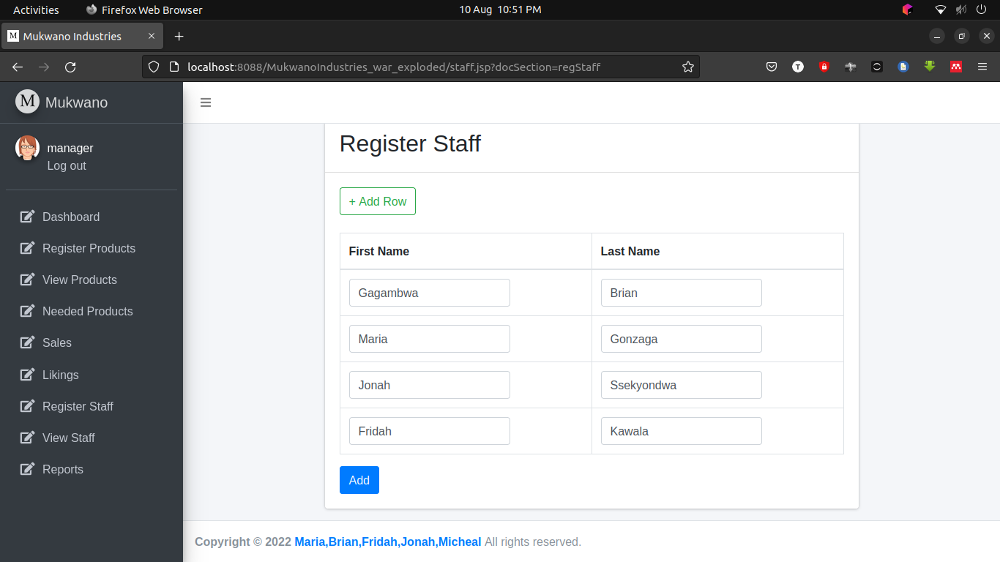 Activities Firefox Web Browser 10 Aug 10:51 PM
M Mukwano Industries
localhost:8088/MukwanoIndustries_war_exploded/staff.jsp?docSection=regStaff
M Mukwano
manager
Log out
Dashboard
Register Products
View Products
Needed Products
Sales
Likings
Register Staff
View Staff
Reports
Register Staff
+ Add Row
First Name Last Name
Gagambwa Brian
Maria Gonzaga
Jonah Ssekyondwa
Fridah Kawala
Add
Copyright © 2022 Maria,Brian,Fridah,Jonah,Micheal All rights reserved.